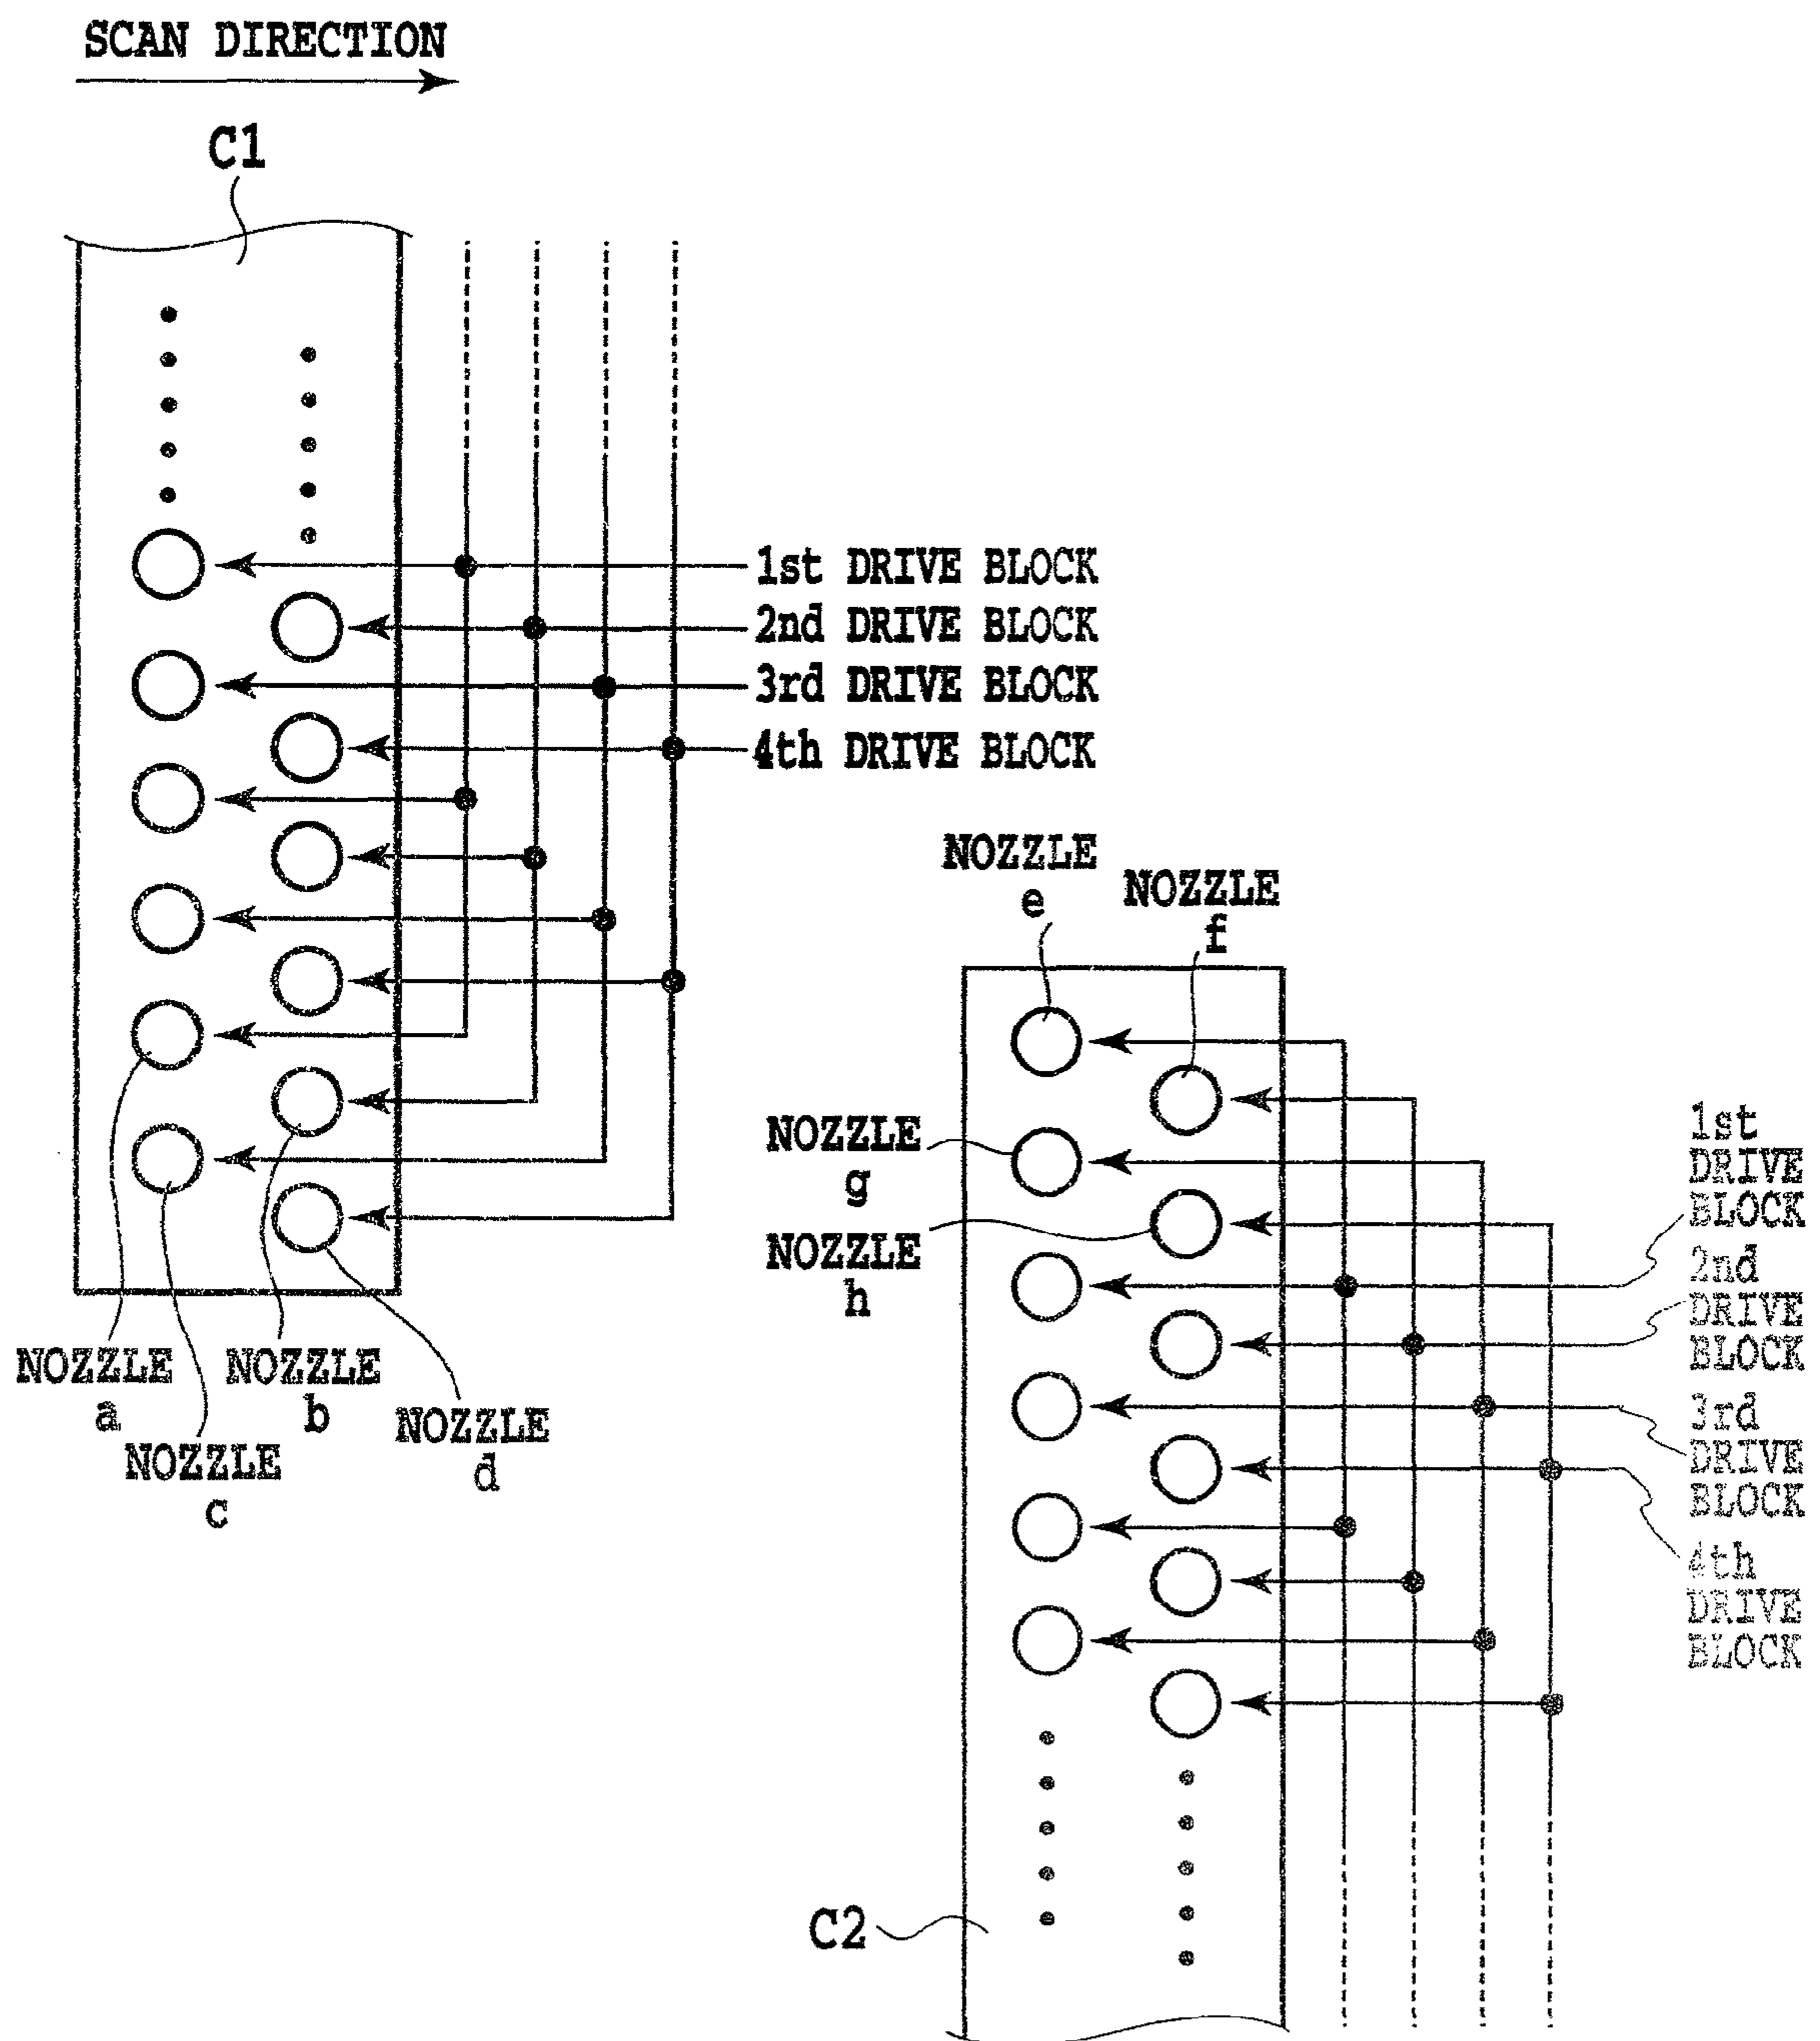 SCAN DIRECTION
C1
1st DRIVE BLOCK
2nd DRIVE BLOCK
3rd DRIVE BLOCK
4th DRIVE BLOCK
NOZZLE
e
NOZZLE
f
NOZZLE
g
NOZZLE
h
1st
DRIVE
BLOCK
2nd
DRIVE
BLOCK
3rd
DRIVE
BLOCK
4th
DRIVE
BLOCK
NOZZLE
a
NOZZLE
b
NOZZLE
c
NOZZLE
d
C2